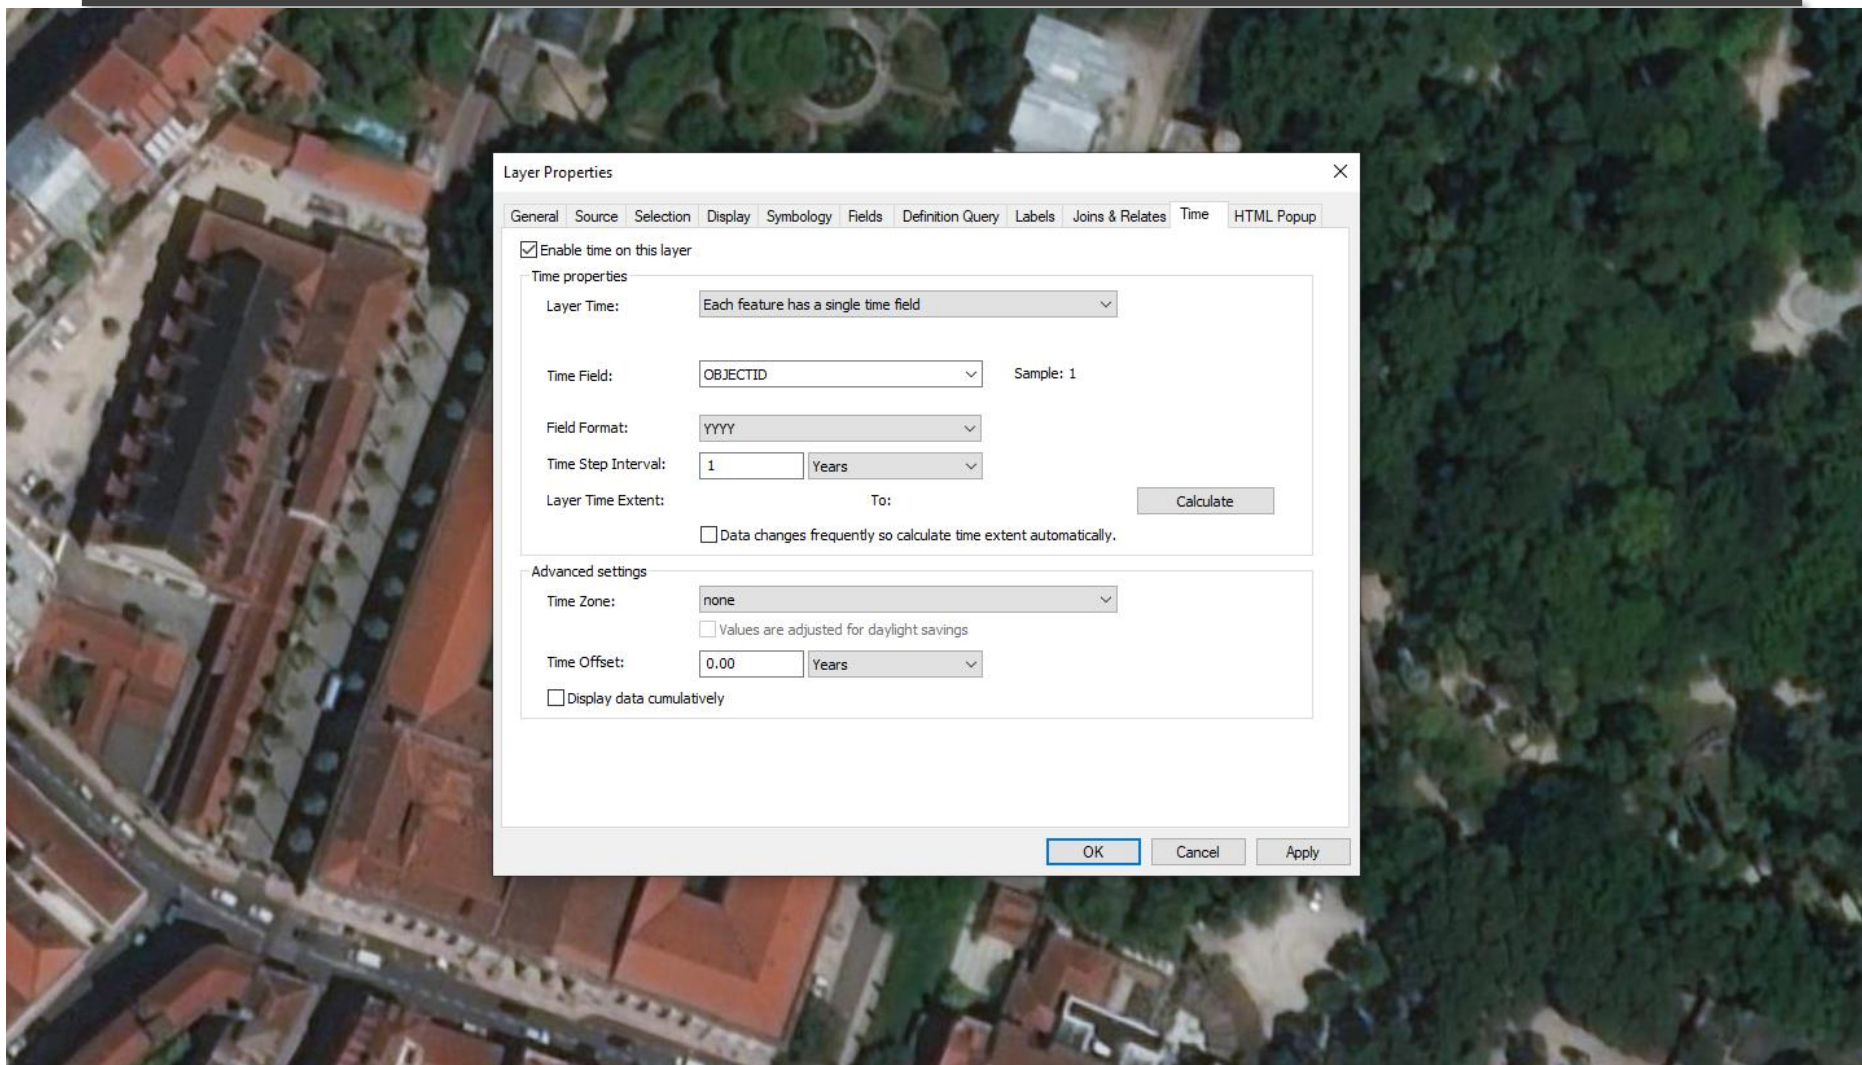 Layer Properties
General Source Selection Display Symbology Fields Definition Query Labels Joins & Relates Time HTML Popup
Enable time on this layer
Time properties
Layer Time: Each feature has a single time field
Time Field: OBJECTID Sample: 1
Field Format: YYYY
Time Step Interval: 1 Years
Layer Time Extent: To: Calculate
Data changes frequently so calculate time extent automatically.
Advanced settings
Time Zone: none
Values are adjusted for daylight savings
Time Offset: 0.00 Years
Display data cumulatively
OK Cancel Apply